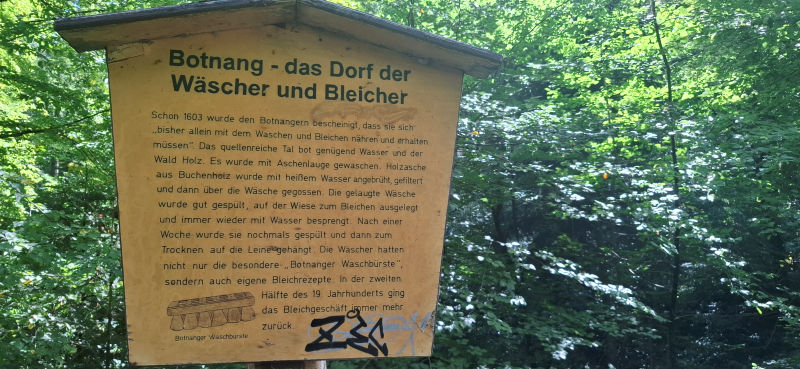 Botnang - das Dorf der
Wäscher und Bleicher
Schon 1603 wurde den Botnangern bescheinigt, dass sie sich
„bisher allein mit dem Waschen und Bleichen nähren und erhalten
müssen". Das quellenreiche Tal bot genügend Wasser und der
Wald Holz. Es wurde mit Aschenlauge gewaschen. Holzasche
aus Buchenholz wurde mit heißem Wasser angebrüht, gefiltert
und dann über die Wäsche gegossen. Die gelaugte Wäsche
wurde gut gespült, auf der Wiese zum Bleichen ausgelegt
und immer wieder mit Wasser besprengt. Nach einer
Woche wurde sie nochmals gespült und dann zum
Trocknen auf die Leine gehängt. Die Wäscher hatten
nicht nur die besondere „Botnanger Waschbürste",
sondern auch eigene Bleichrezepte. In der zweiten
Hälfte des 19. Jahrhunderts ging
das Bleichgeschäft immer mehr
zurück.
Botnanger Waschbürste